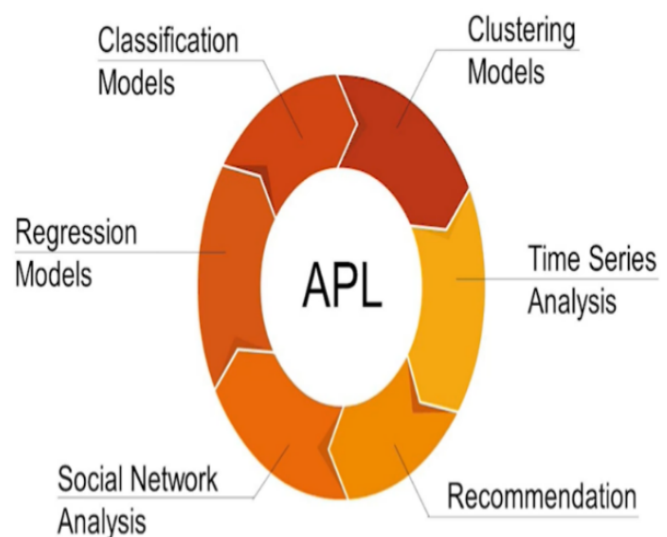 Classification
Models
Clustering
Models
Regression
Models
APL
Time Series
Analysis
Social Network
Analysis
Recommendation